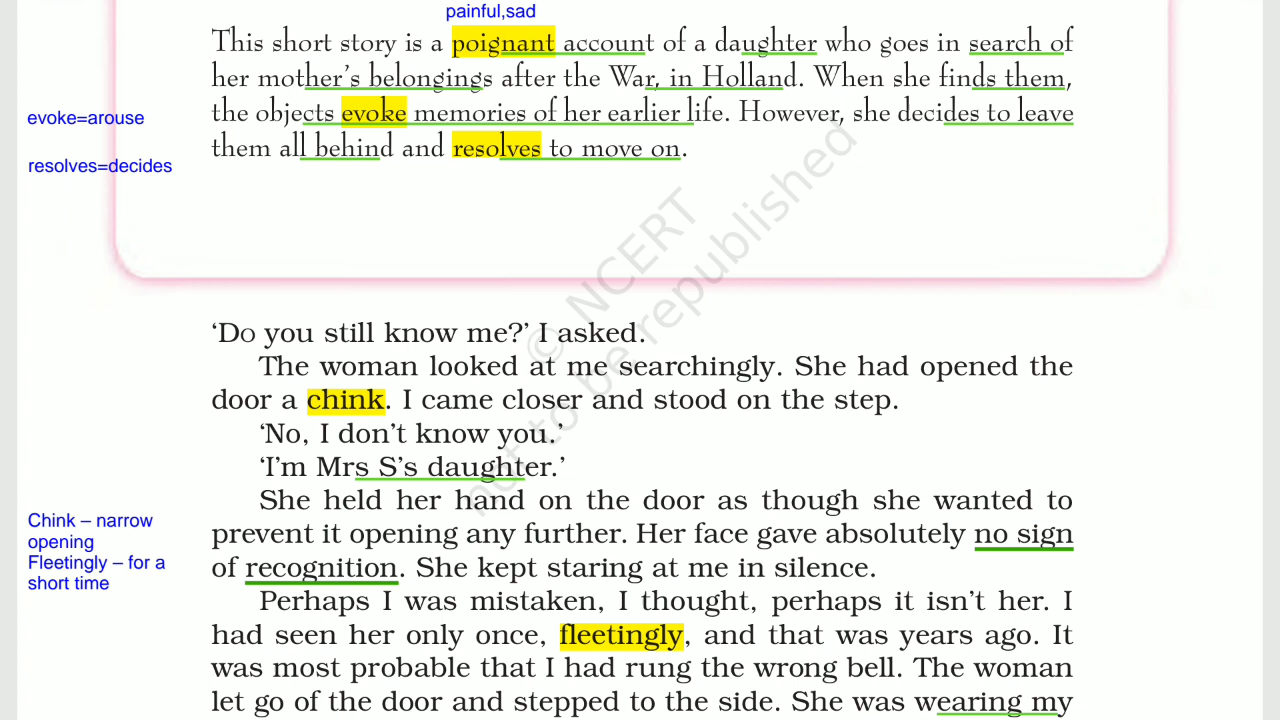 painful,sad
This short story is a poignant account of a daughter who goes in search of
her mother's belongings after the War, in Holland. When she finds them,
the objects evoke memories of her earlier life. However, she decides to leave
them all behind and resolves to move on.
evoke=arouse
resolves=decides
© NCERT
not to be republished
‘Do you still know me?’ I asked.
The woman looked at me searchingly. She had opened the
door a chink. I came closer and stood on the step.
‘No, I don’t know you.’
‘I’m Mrs S’s daughter.’
She held her hand on the door as though she wanted to
prevent it opening any further. Her face gave absolutely no sign
of recognition. She kept staring at me in silence.
Chink – narrow
opening
Fleetingly – for a
short time
Perhaps I was mistaken, I thought, perhaps it isn’t her. I
had seen her only once, fleetingly, and that was years ago. It
was most probable that I had rung the wrong bell. The woman
let go of the door and stepped to the side. She was wearing my